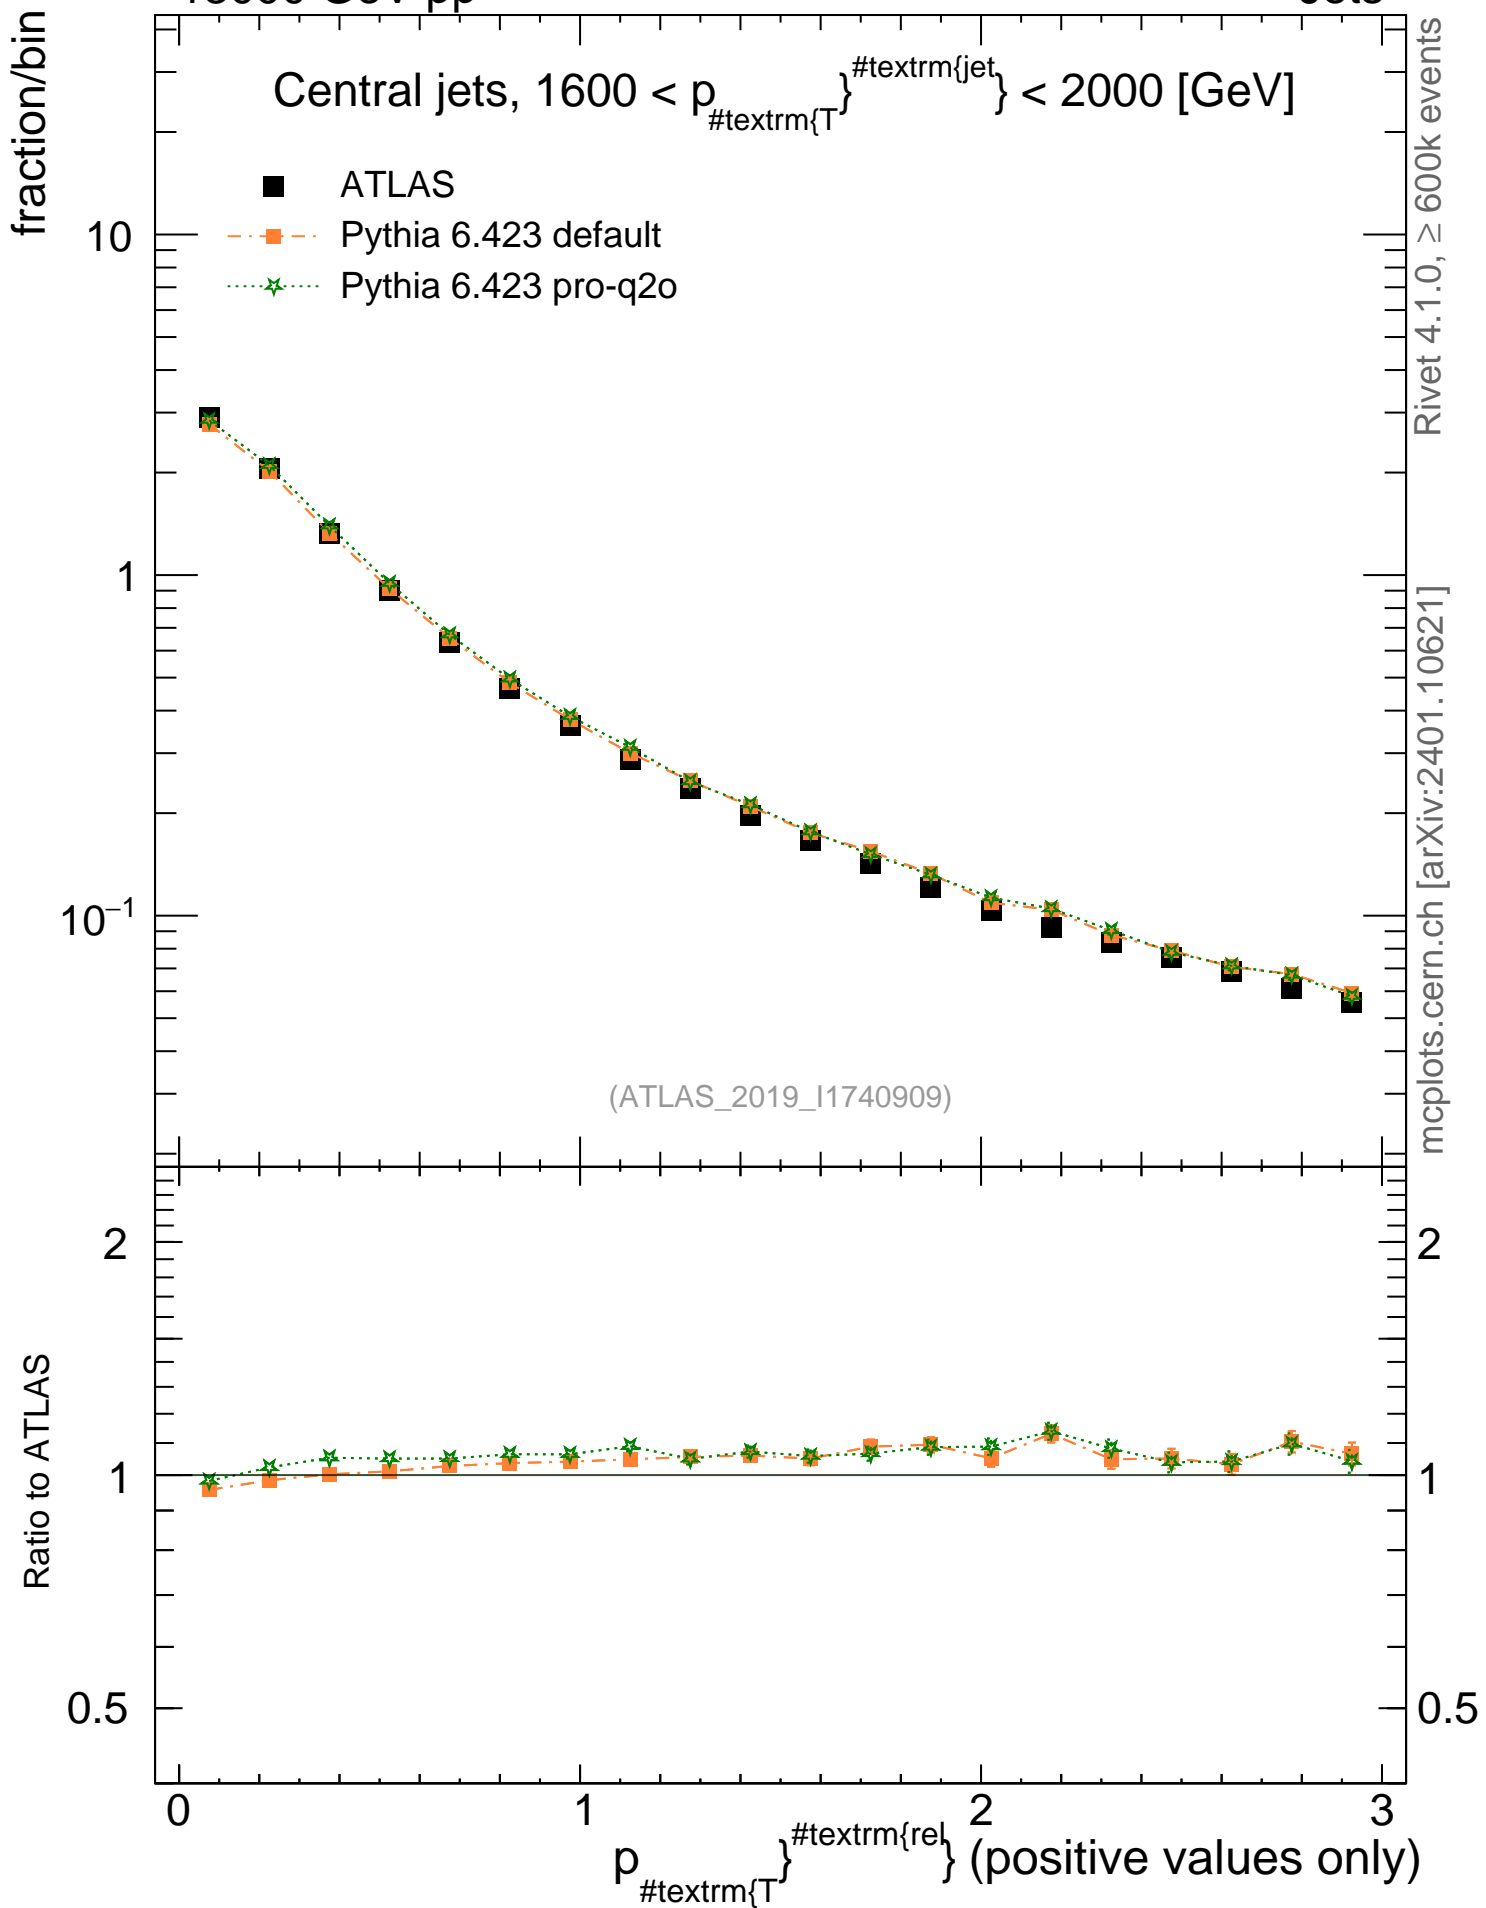 fraction/bin
Central jets, 1600 < p_#textrm{T}^#textrm{jet} < 2000 [GeV]
ATLAS
Pythia 6.423 default
Pythia 6.423 pro-q2o
10
1
10−1
(ATLAS_2019_I1740909)
Rivet 4.1.0, ≥ 600k events
mcplots.cern.ch [arXiv:2401.10621]
Ratio to ATLAS
2
1
0.5
2
1
0.5
0 1 2 3
p_#textrm{T}^#textrm{rel} (positive values only)